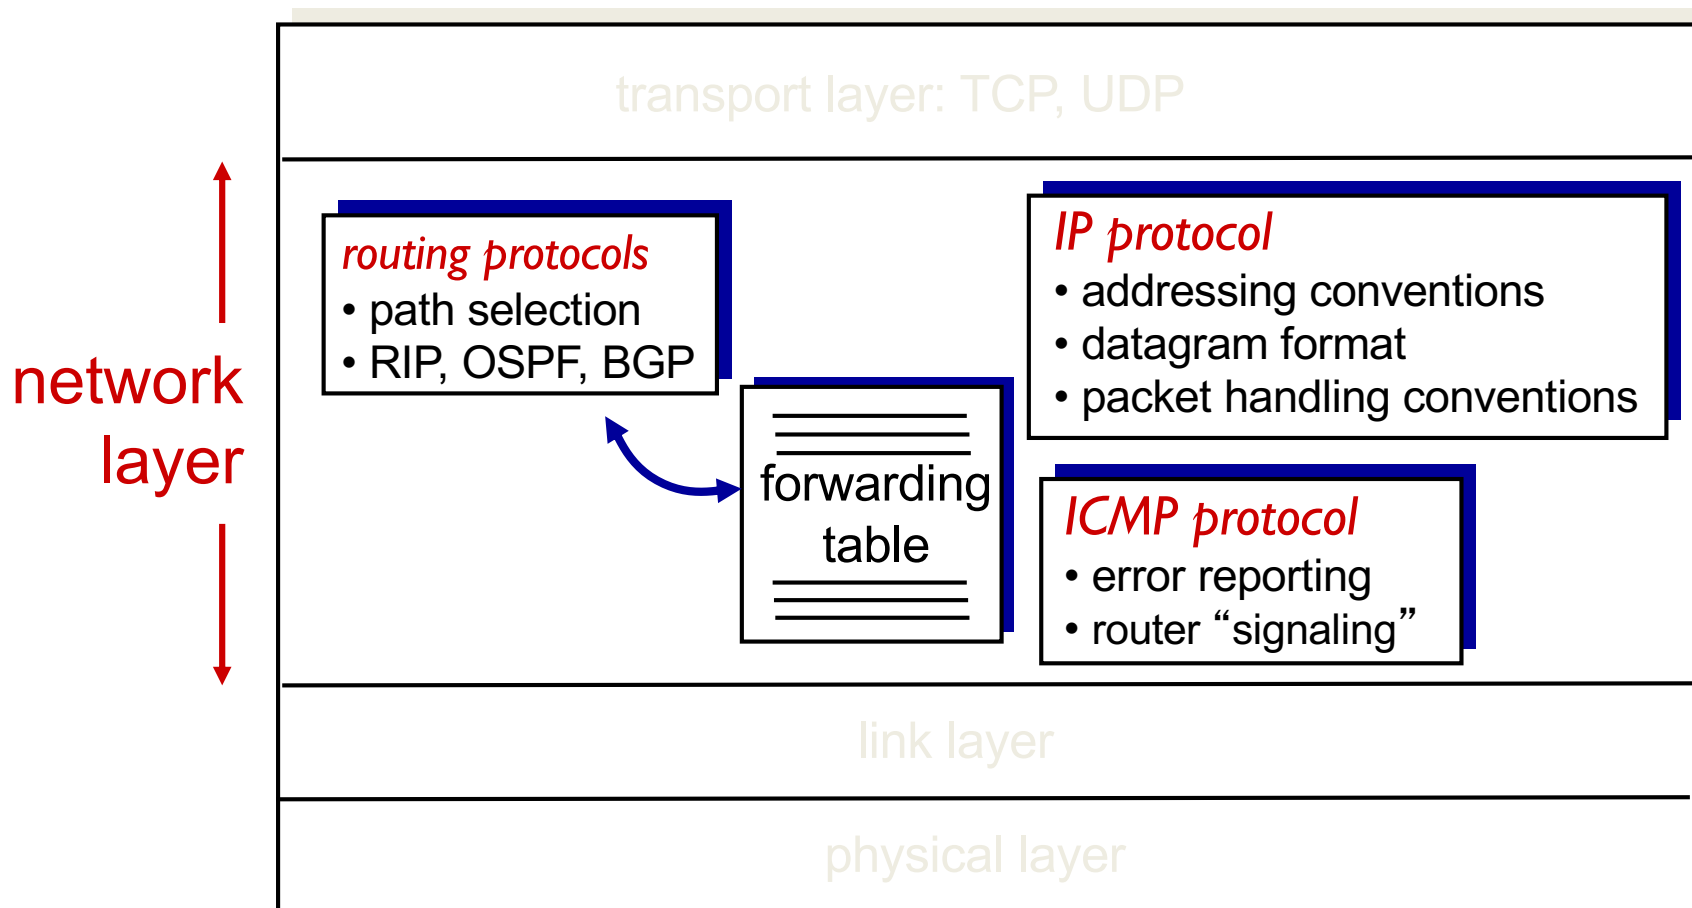 transport layer: TCP, UDP
network
layer
routing protocols
• path selection
• RIP, OSPF, BGP
forwarding
table
IP protocol
• addressing conventions
• datagram format
• packet handling conventions
ICMP protocol
• error reporting
• router “signaling”
link layer
physical layer